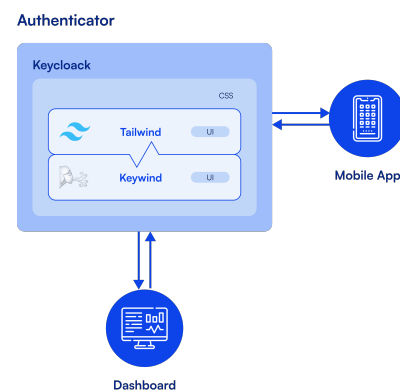 Authenticator
Keycloack
CSS
Tailwind UI
Keywind UI
Mobile App
Dashboard